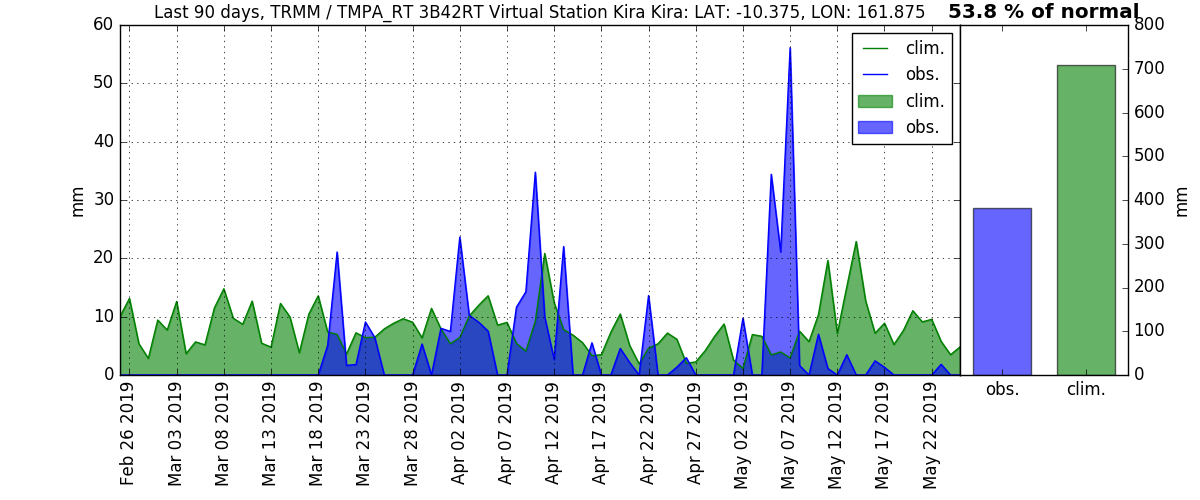 Last 90 days, TRMM / TMPA_RT 3B42RT Virtual Station Kira Kira: LAT: -10.375, LON: 161.875
53.8 % of normal
60
50
40
30
20
10
0
mm
clim.
obs.
clim.
obs.
800
700
600
500
400
300
200
100
0
mm
Feb 26 2019
Mar 03 2019
Mar 08 2019
Mar 13 2019
Mar 18 2019
Mar 23 2019
Mar 28 2019
Apr 02 2019
Apr 07 2019
Apr 12 2019
Apr 17 2019
Apr 22 2019
Apr 27 2019
May 02 2019
May 07 2019
May 12 2019
May 17 2019
May 22 2019
obs.
clim.